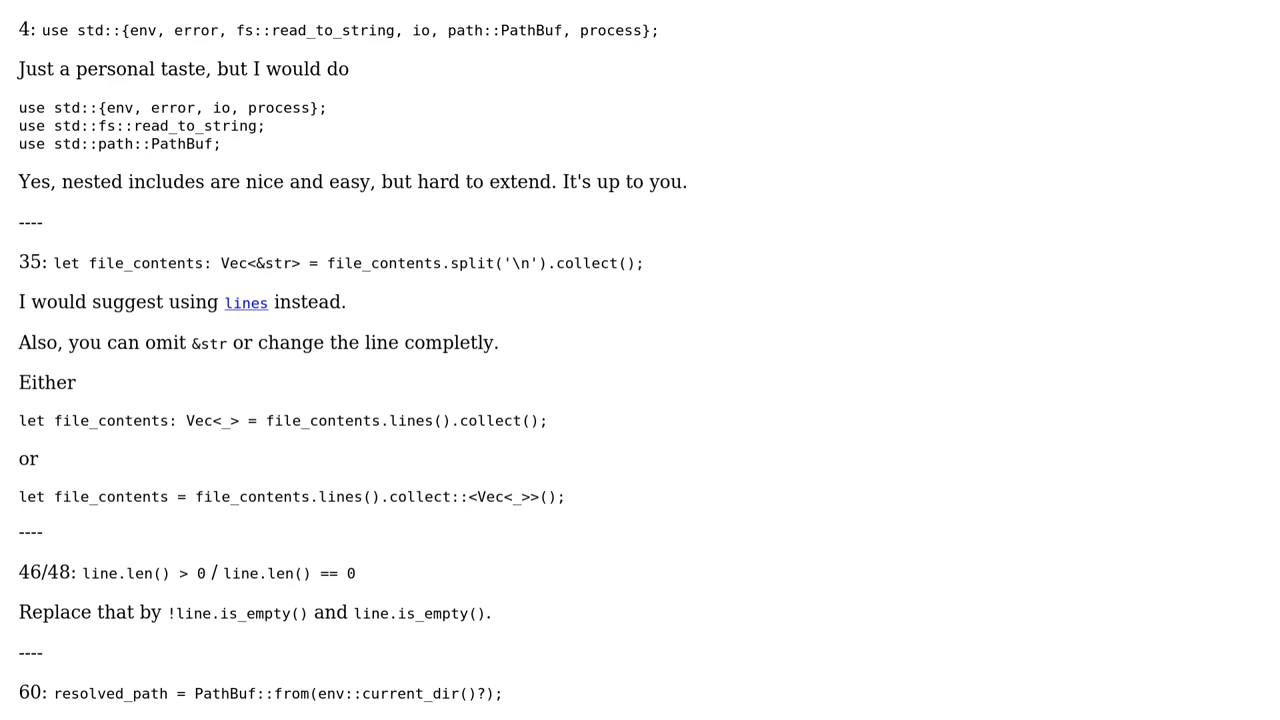 4: use std::{env, error, fs::read_to_string, io, path::PathBuf, process};
Just a personal taste, but I would do
use std::{env, error, io, process};
use std::fs::read_to_string;
use std::path::PathBuf;
Yes, nested includes are nice and easy, but hard to extend. It's up to you.
----
35: let file_contents: Vec<&str> = file_contents.split('\n').collect();
I would suggest using lines instead.
Also, you can omit &str or change the line completly.
Either
let file_contents: Vec<_> = file_contents.lines().collect();
or
let file_contents = file_contents.lines().collect::<Vec<_>>();
----
46/48: line.len() > 0 / line.len() == 0
Replace that by !line.is_empty() and line.is_empty().
----
60: resolved_path = PathBuf::from(env::current_dir()?);